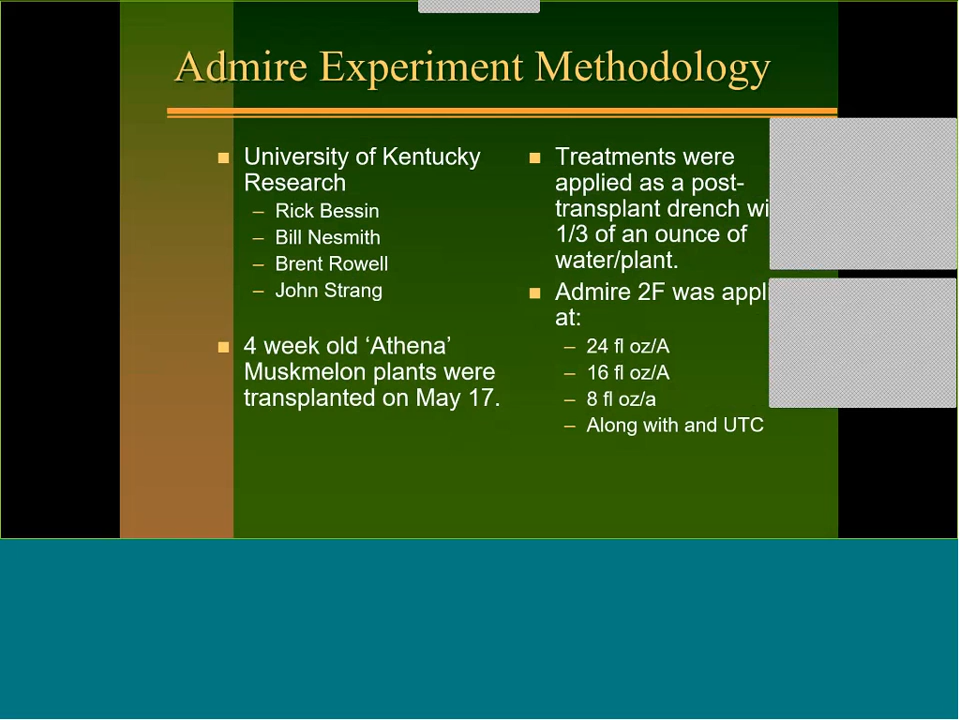 Admire Experiment Methodology
University of Kentucky
Research
– Rick Bessin
– Bill Nesmith
– Brent Rowell
– John Strang
4 week old ‘Athena’
Muskmelon plants were
transplanted on May 17.
Treatments were
applied as a post-
transplant drench
1/3 of an ounce of
water/plant.
Admire 2F was
at:
– 24 fl oz/A
– 16 fl oz/A
– 8 fl oz/a
– Along with and UTC